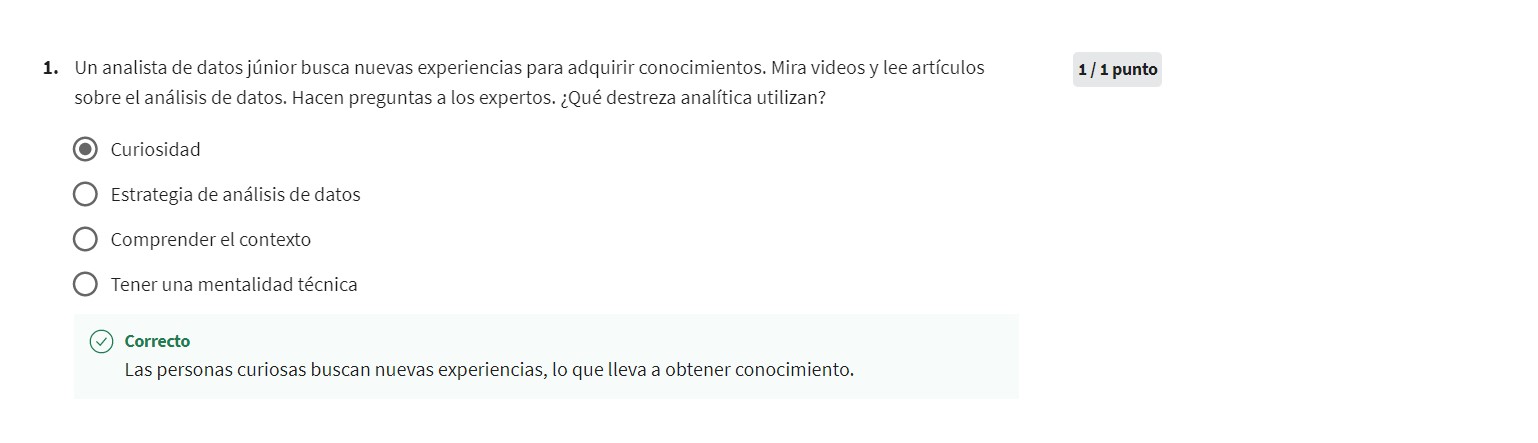 1. Un analista de datos júnior busca nuevas experiencias para adquirir conocimientos. Mira videos y lee artículos
sobre el análisis de datos. Hacen preguntas a los expertos. ¿Qué destreza analítica utilizan?
1 / 1 punto
Curiosidad
Estrategia de análisis de datos
Comprender el contexto
Tener una mentalidad técnica
Correcto
Las personas curiosas buscan nuevas experiencias, lo que lleva a obtener conocimiento.